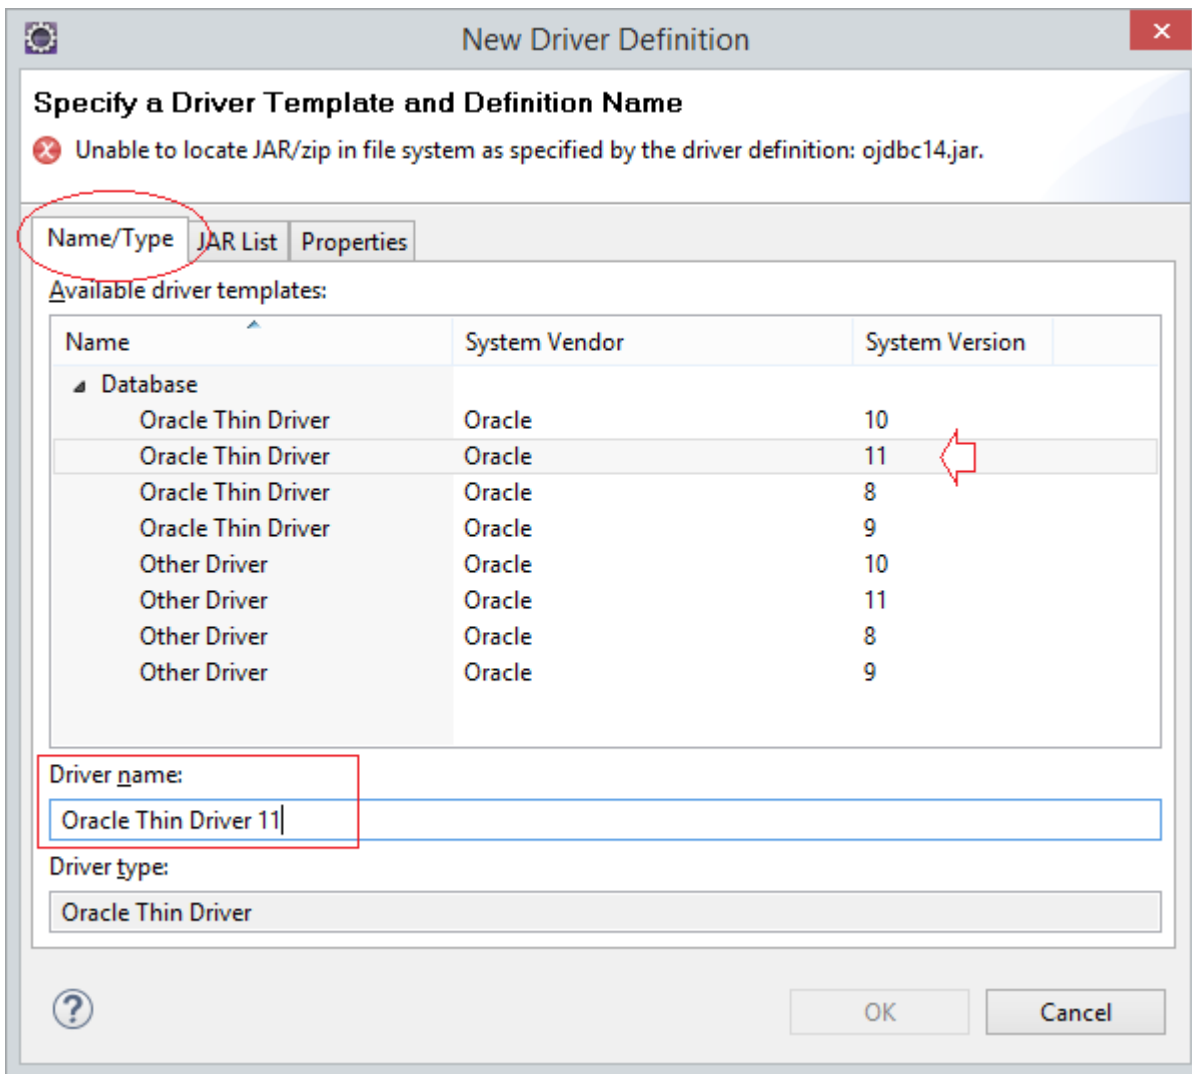 New Driver Definition
Specify a Driver Template and Definition Name
Unable to locate JAR/zip in file system as specified by the driver definition: ojdbc14.jar.
Name/Type JAR List Properties
Available driver templates:
Name System Vendor System Version
Database
Oracle Thin Driver Oracle 10
Oracle Thin Driver Oracle 11
Oracle Thin Driver Oracle 8
Oracle Thin Driver Oracle 9
Other Driver Oracle 10
Other Driver Oracle 11
Other Driver Oracle 8
Other Driver Oracle 9
Driver name:
Oracle Thin Driver 11
Driver type:
Oracle Thin Driver
OK Cancel